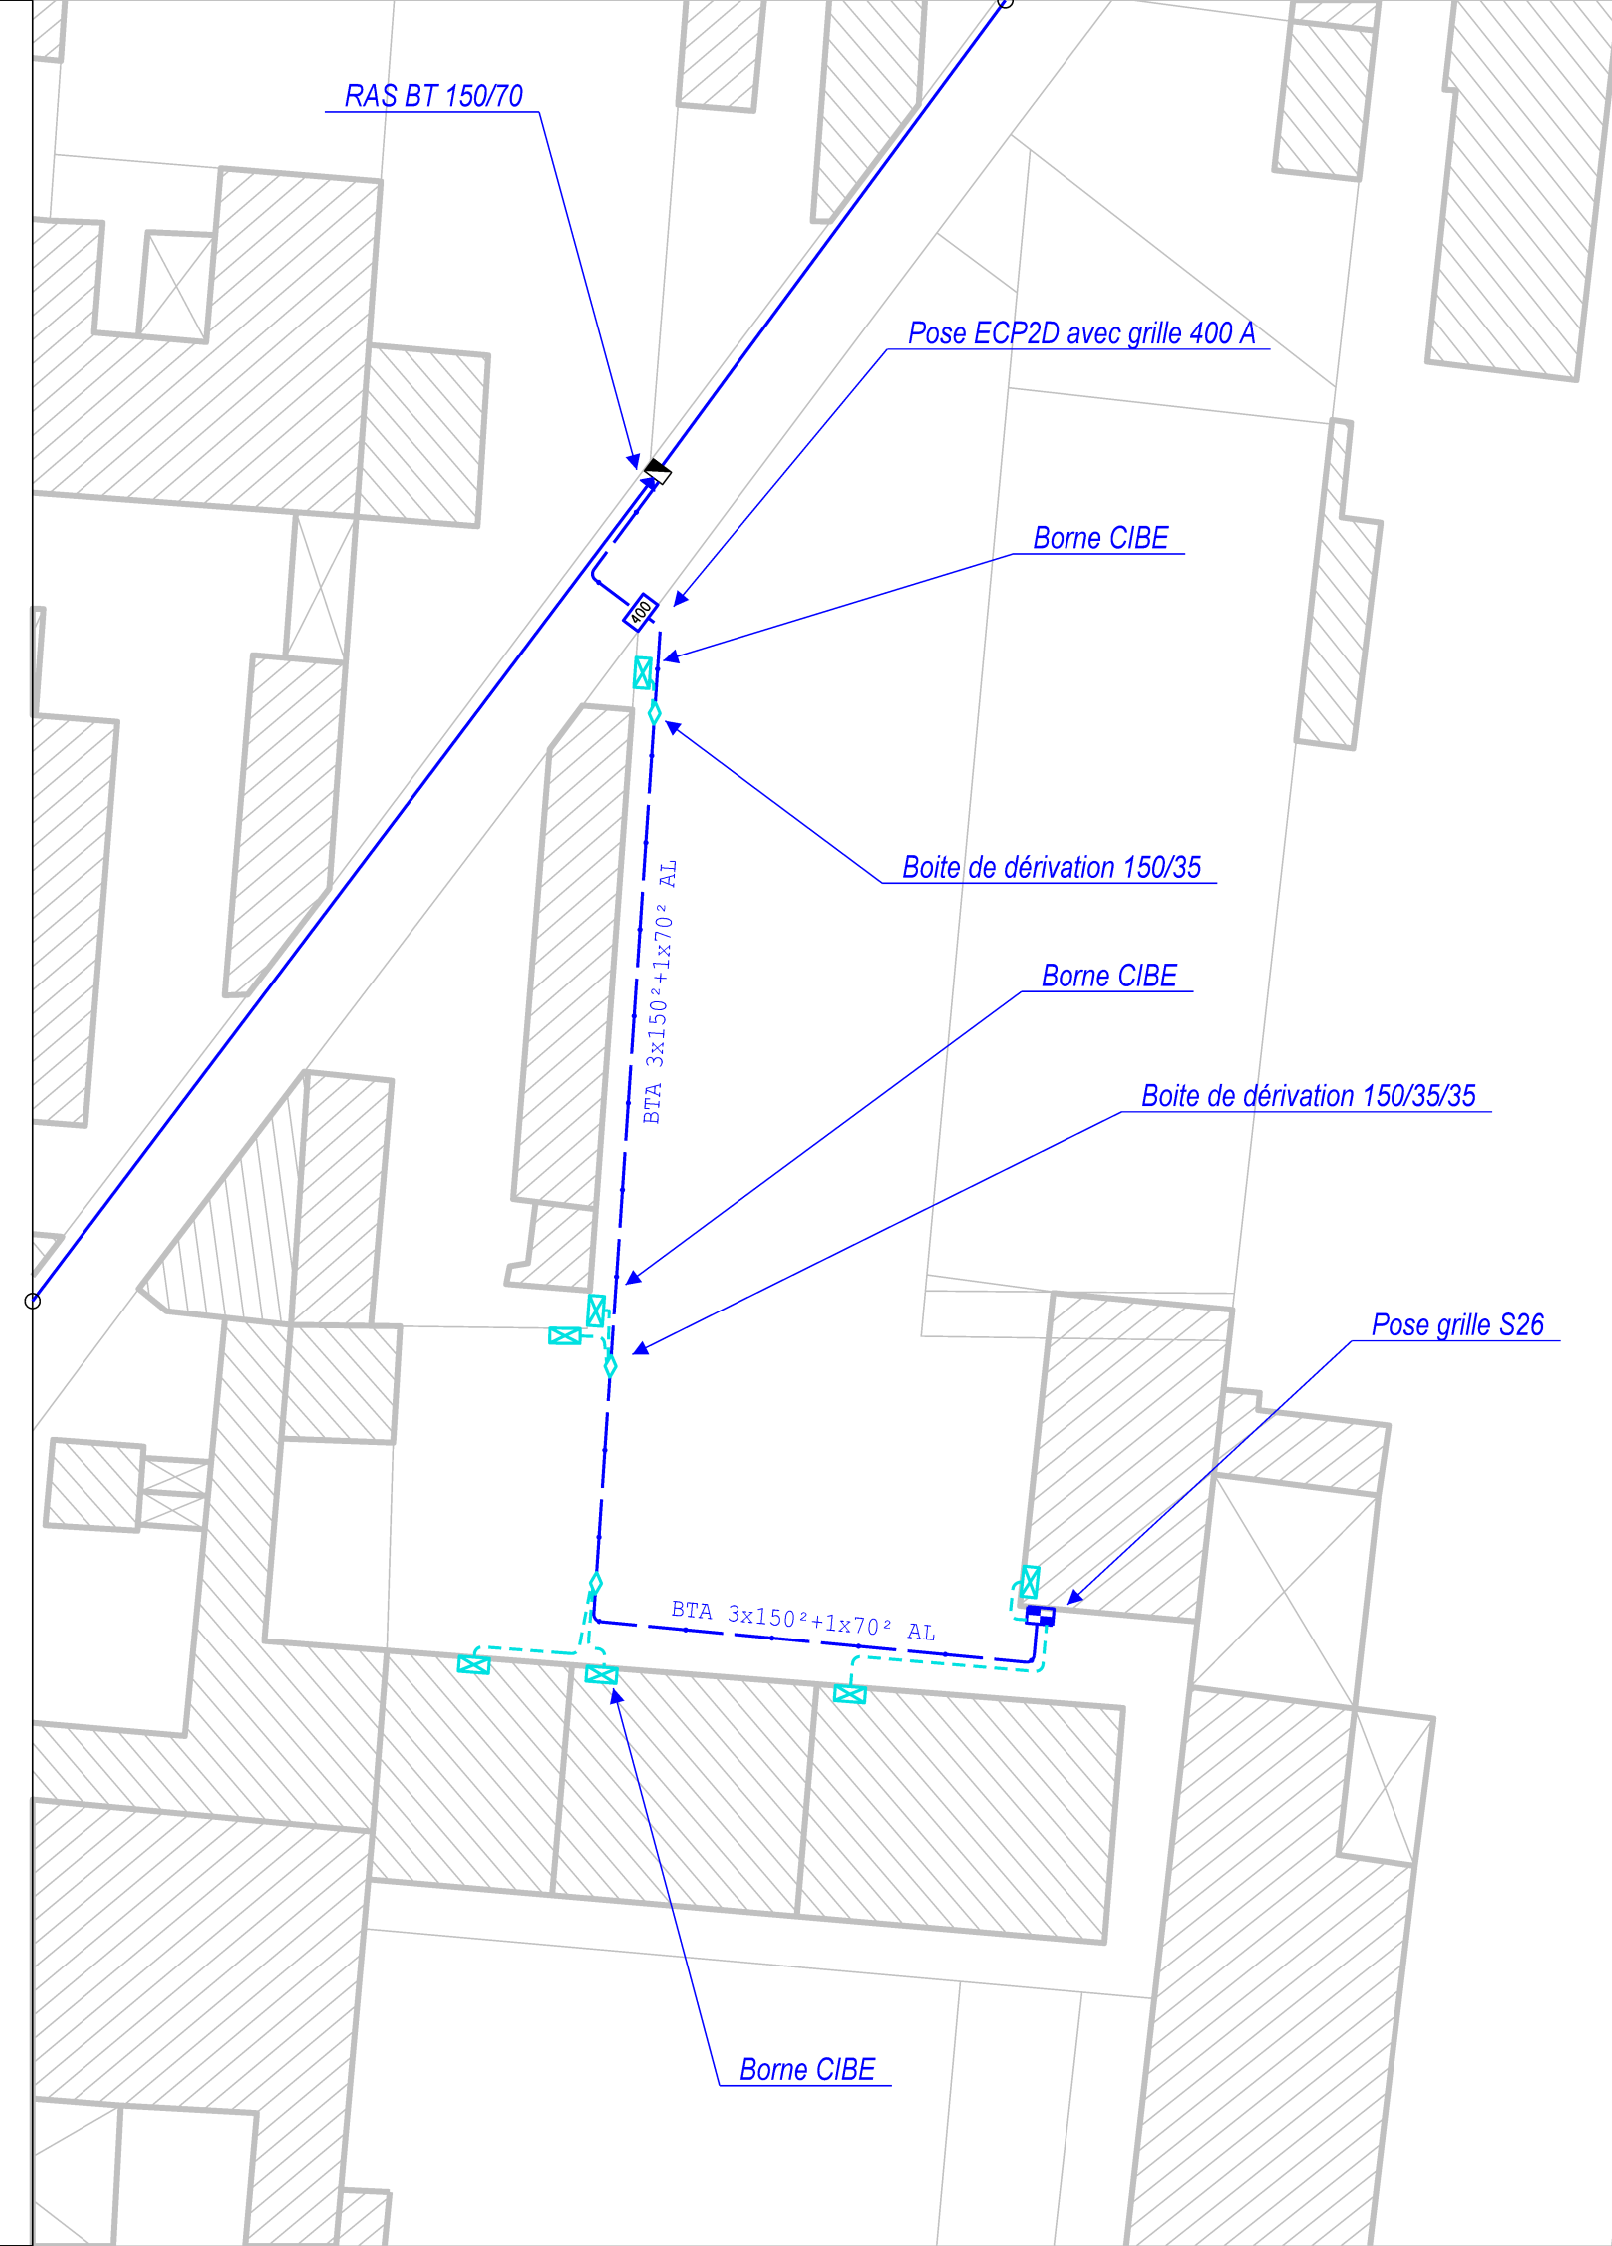 RAS BT 150/70
Pose ECP2D avec grille 400 A
Borne CIBE
400
Boite de dérivation 150/35
BTA 3x150²+1x70² AL
Borne CIBE
Boite de dérivation 150/35/35
Pose grille S26
BTA 3x150²+1x70² AL
Borne CIBE